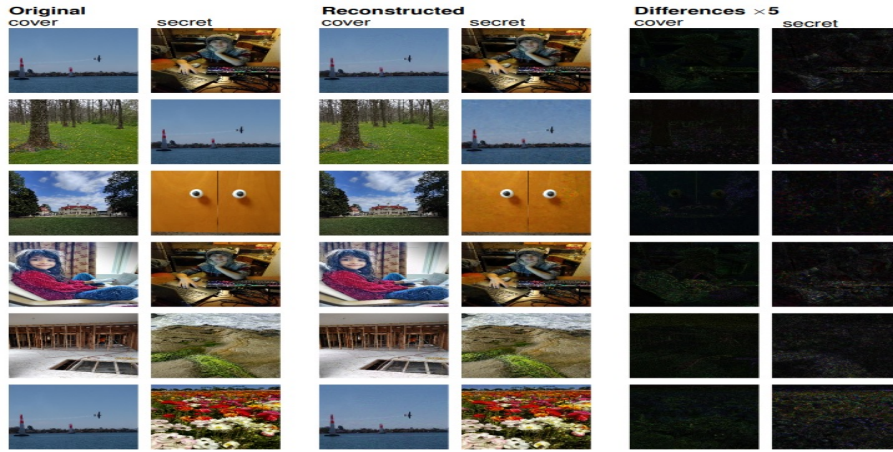 Original
cover secret
Reconstructed
cover secret
Differences ×5
cover secret